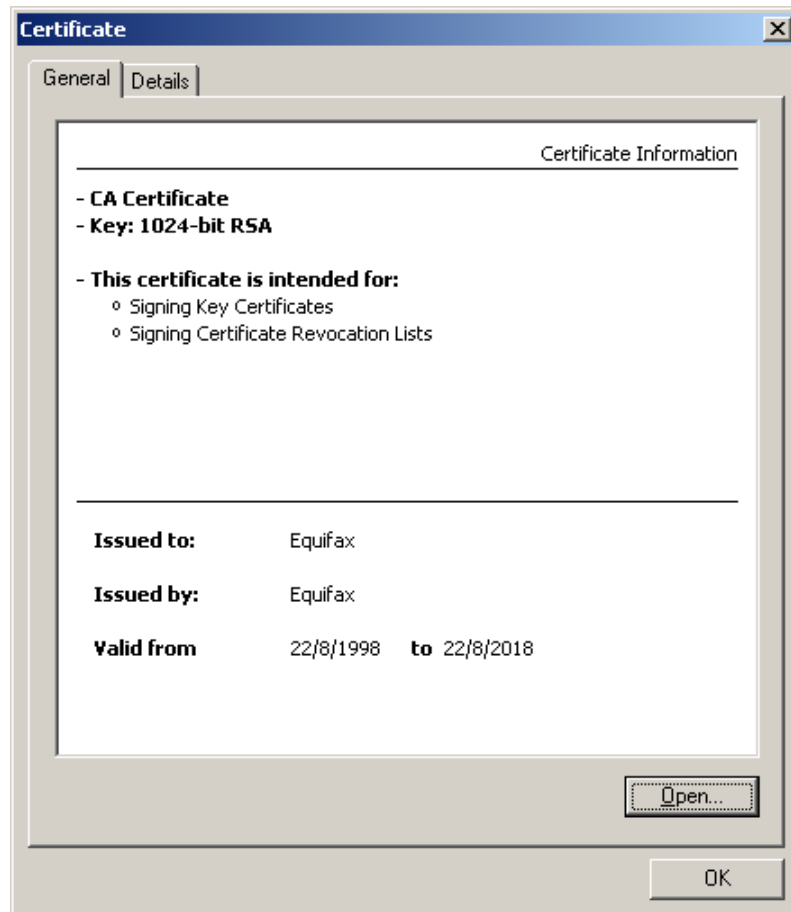 Certificate
General Details
Certificate Information
- CA Certificate
- Key: 1024-bit RSA
- This certificate is intended for:
Signing Key Certificates
Signing Certificate Revocation Lists
Issued to: Equifax
Issued by: Equifax
Valid from 22/8/1998 to 22/8/2018
Open...
OK